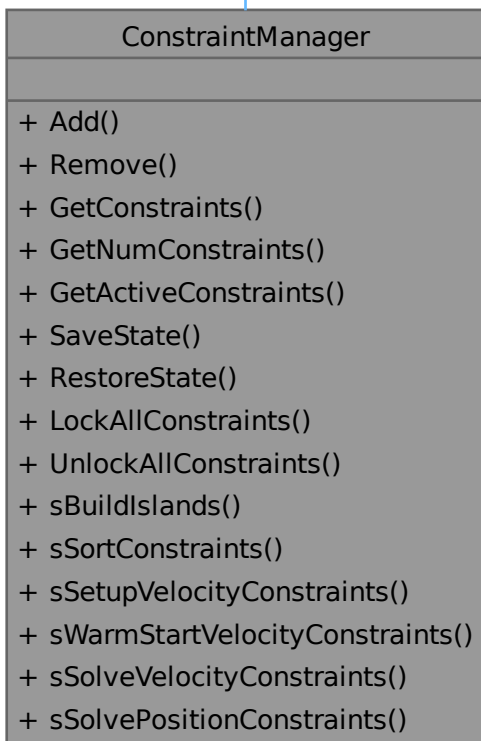 ConstraintManager
+ Add()
+ Remove()
+ GetConstraints()
+ GetNumConstraints()
+ GetActiveConstraints()
+ SaveState()
+ RestoreState()
+ LockAllConstraints()
+ UnlockAllConstraints()
+ sBuildIslands()
+ sSortConstraints()
+ sSetupVelocityConstraints()
+ sWarmStartVelocityConstraints()
+ sSolveVelocityConstraints()
+ sSolvePositionConstraints()